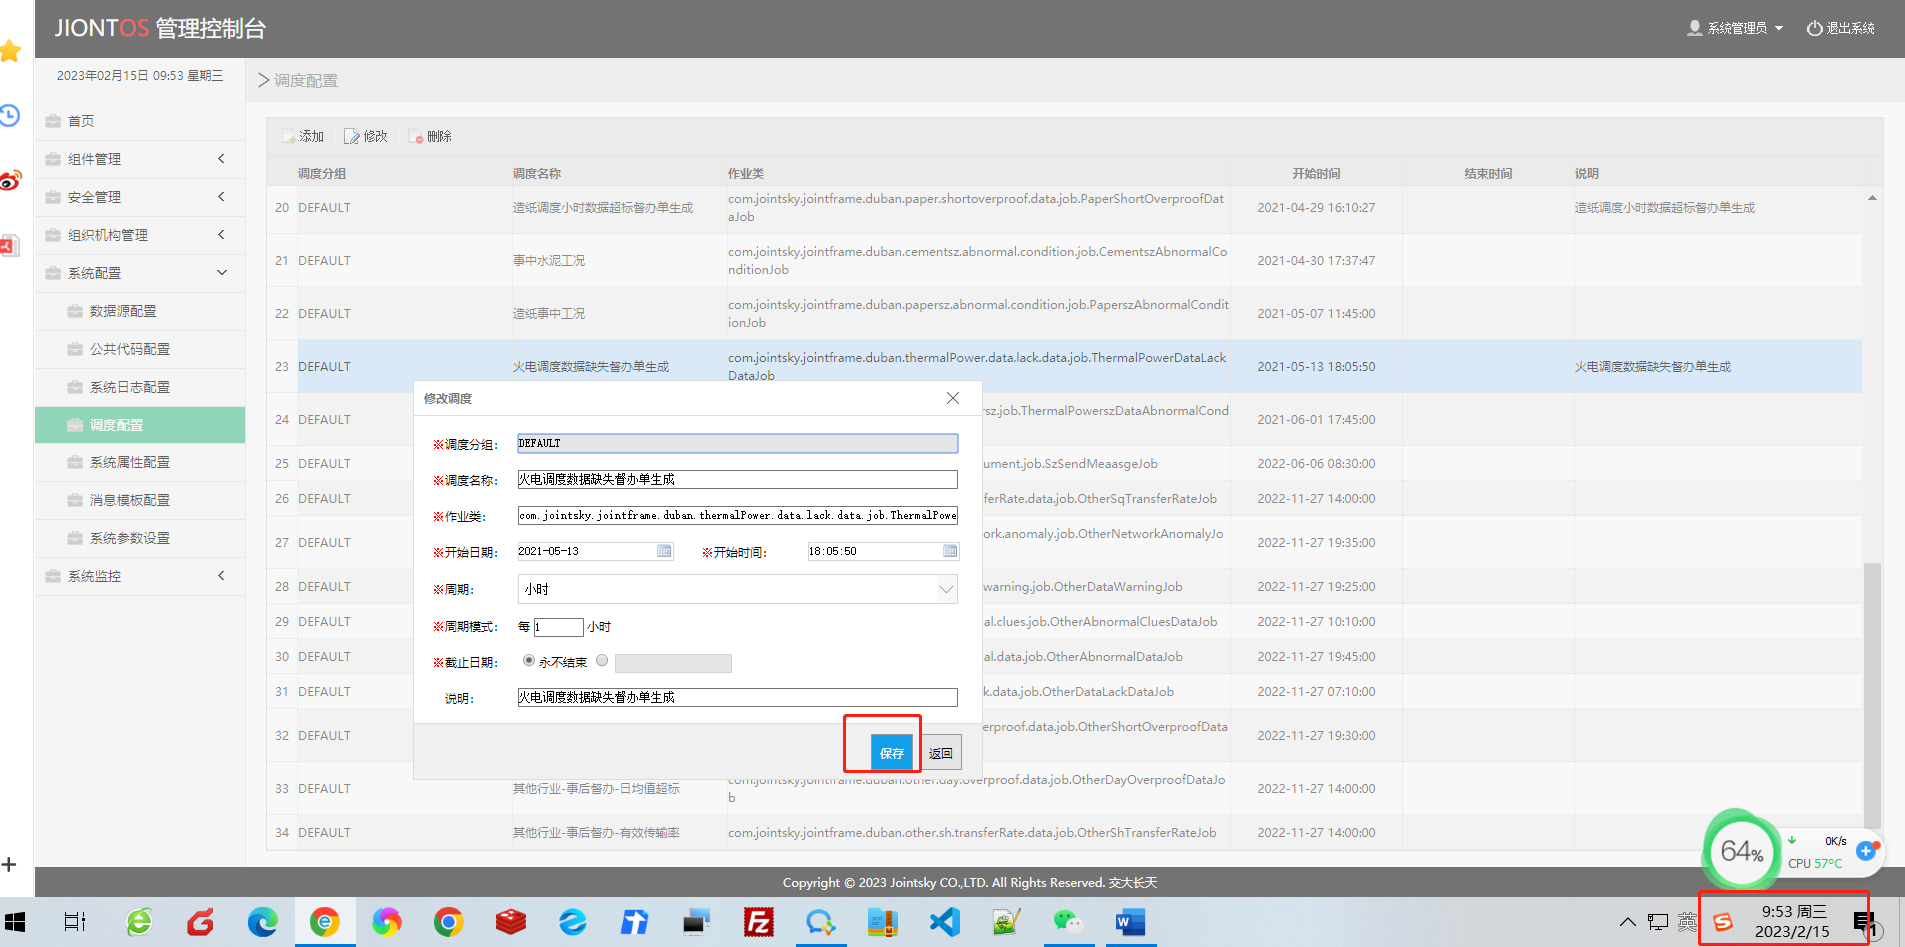 JIONTOS 管理控制台
系统管理员
退出系统
2023年02月15日 09:53 星期三
调度配置
首页
组件管理
安全管理
组织机构管理
系统配置
数据源配置
公共代码配置
系统日志配置
调度配置
系统属性配置
消息模板配置
系统参数设置
系统监控
添加 修改 删除
调度分组 调度名称 作业类 开始时间 结束时间 说明
20 DEFAULT 造纸调度小时数据超标督办单生成 com.jointsky.jointframe.duban.paper.shortoverproof.data.job.PaperShortOverproofDat 2021-04-29 16:10:27 造纸调度小时数据超标督办单生成
aJob
21 DEFAULT 事中水泥工况 com.jointsky.jointframe.duban.cementsz.abnormal.condition.job.CementszAbnormalCo 2021-04-30 17:37:47
nditionJob
22 DEFAULT 造纸事中工况 com.jointsky.jointframe.duban.papersz.abnormal.condition.job.PaperszAbnormalCondit 2021-05-07 11:45:00
ionJob
23 DEFAULT 火电调度数据缺失督办单生成 com.jointsky.jointframe.duban.thermalPower.data.lack.data.job.ThermalPowerDataLack 2021-05-13 18:05:50 火电调度数据缺失督办单生成
DataJob
24 DEFAULT sz.job.ThermalPowerszDataAbnormalCond 2021-06-01 17:45:00
25 DEFAULT ument.job.SzSendMeaasgeJob 2022-06-06 08:30:00
26 DEFAULT ferRate.data.job.OtherSqTransferRateJob 2022-11-27 14:00:00
27 DEFAULT ork.anomaly.job.OtherNetworkAnomalyJo 2022-11-27 19:35:00
28 DEFAULT warning.job.OtherDataWarningJob 2022-11-27 19:25:00
29 DEFAULT al.clues.job.OtherAbnormalCluesDataJob 2022-11-27 10:10:00
30 DEFAULT al.data.job.OtherAbnormalDataJob 2022-11-27 19:45:00
31 DEFAULT k.data.job.OtherDataLackDataJob 2022-11-27 07:10:00
32 DEFAULT erproof.data.job.OtherShortOverproofData 2022-11-27 19:30:00
33 DEFAULT 其他行业-事后督办-日均值超标 com.jointsky.jointframe.duban.other.day.overproof.data.job.OtherDayOverproofDataJo 2022-11-27 14:00:00
b
34 DEFAULT 其他行业-事后督办-有效传输率 com.jointsky.jointframe.duban.other.sh.transferRate.data.job.OtherShTransferRateJob 2022-11-27 14:00:00
修改调度
※调度分组: DEFAULT
※调度名称: 火电调度数据缺失督办单生成
※作业类: com.jointsky.jointframe.duban.thermalPower.data.lack.data.job.ThermalPowe
※开始日期: 2021-05-13 ※开始时间: 18:05:50
※周期: 小时
※周期模式: 每 1 小时
※截止日期: 永不结束
说明: 火电调度数据缺失督办单生成
保存 返回
64% 0K/s
CPU 57°C
Copyright © 2023 Jointsky CO.,LTD. All Rights Reserved. 交大长天
英
9:53 周三
2023/2/15
1